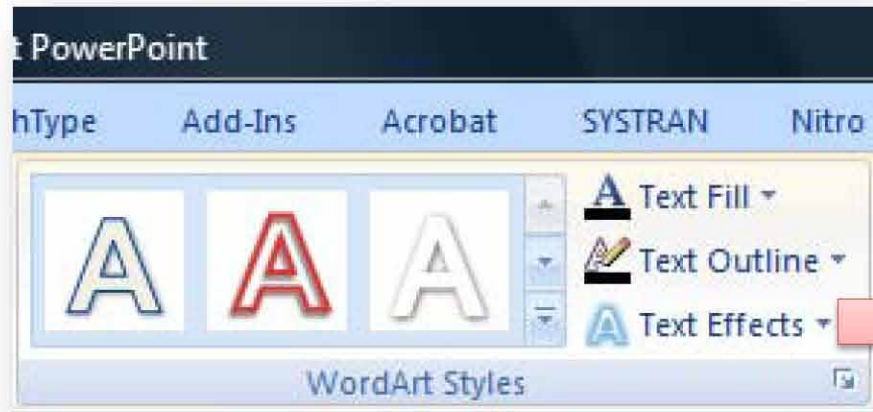 t PowerPoint
hType Add-Ins Acrobat SYSTRAN Nitro
A A A
A Text Fill
A Text Outline
A Text Effects
WordArt Styles